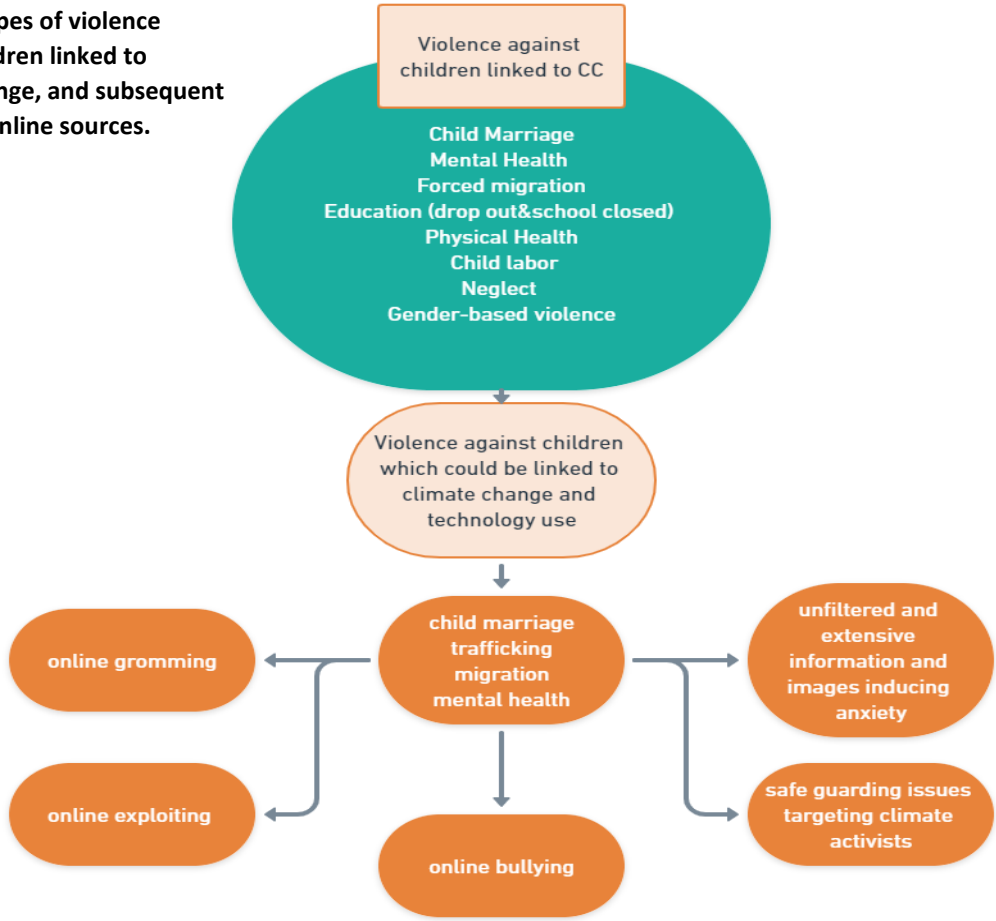 pes of violence
dren linked to
nge, and subsequent
nline sources.
Violence against
children linked to CC
Child Marriage
Mental Health
Forced migration
Education (drop out&school closed)
Physical Health
Child labor
Neglect
Gender-based violence
Violence against children
which could be linked to
climate change and
technology use
child marriage
trafficking
migration
mental health
online gromming
online exploiting
online bullying
unfiltered and
extensive
information and
images inducing
anxiety
safe guarding issues
targeting climate
activists